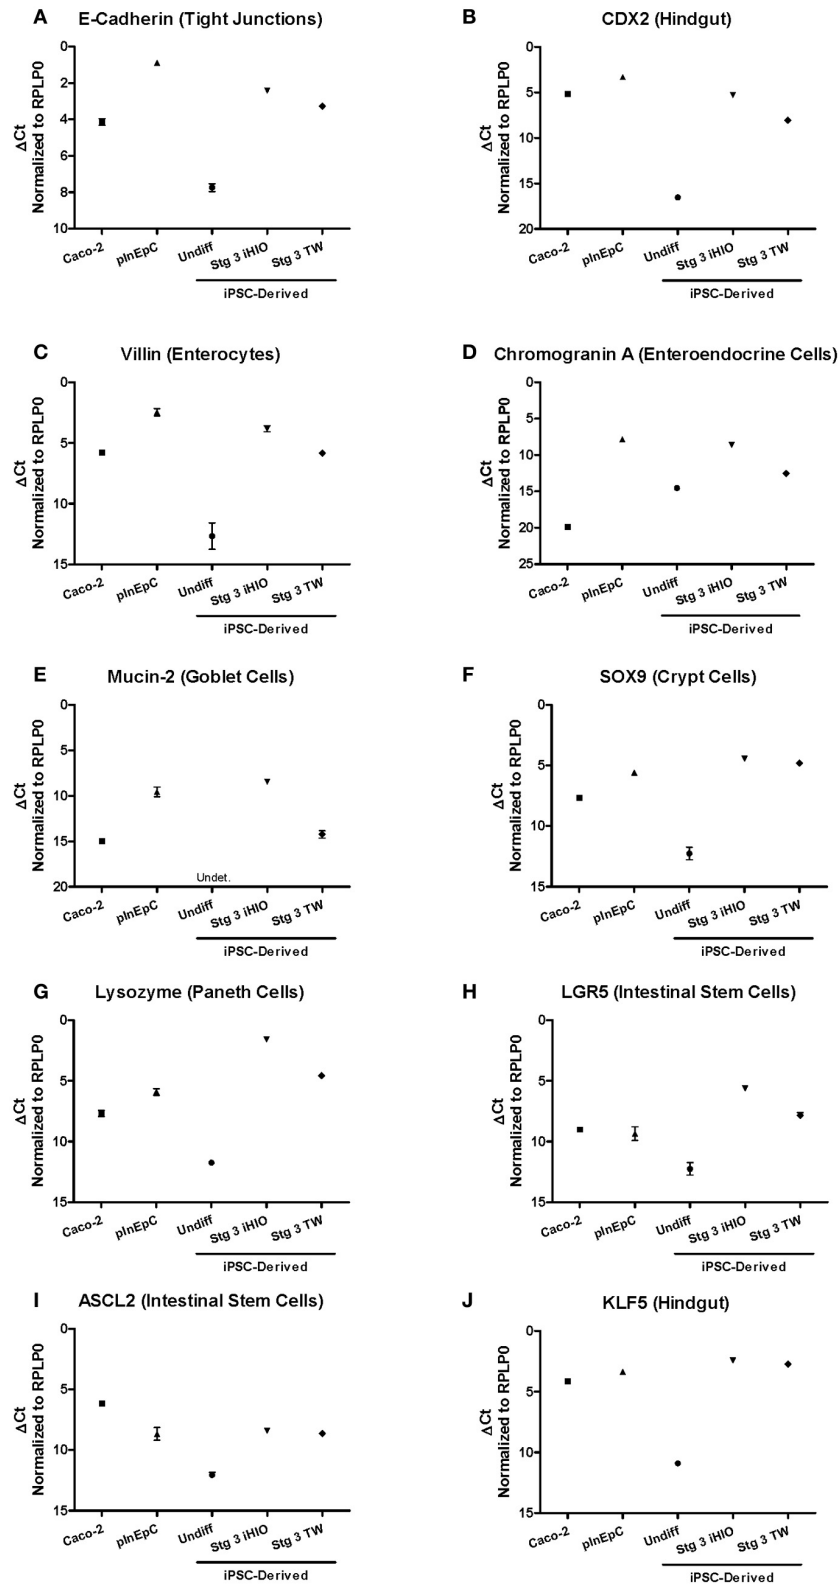 A E-Cadherin (Tight Junctions)
ΔCt
Normalized to RPLP0
0
2
4
6
8
10
Caco-2 pInEpC Undiff Stg 3 iHIO Stg 3 TW
iPSC-Derived
B CDX2 (Hindgut)
ΔCt
Normalized to RPLP0
0
5
10
15
20
Caco-2 pInEpC Undiff Stg 3 iHIO Stg 3 TW
iPSC-Derived
C Villin (Enterocytes)
ΔCt
Normalized to RPLP0
0
5
10
15
Caco-2 pInEpC Undiff Stg 3 iHIO Stg 3 TW
iPSC-Derived
D Chromogranin A (Enteroendocrine Cells)
ΔCt
Normalized to RPLP0
0
5
10
15
20
25
Caco-2 pInEpC Undiff Stg 3 iHIO Stg 3 TW
iPSC-Derived
E Mucin-2 (Goblet Cells)
ΔCt
Normalized to RPLP0
0
5
10
15
20
Undet.
Caco-2 pInEpC Undiff Stg 3 iHIO Stg 3 TW
iPSC-Derived
F SOX9 (Crypt Cells)
ΔCt
Normalized to RPLP0
0
5
10
15
Caco-2 pInEpC Undiff Stg 3 iHIO Stg 3 TW
iPSC-Derived
G Lysozyme (Paneth Cells)
ΔCt
Normalized to RPLP0
0
5
10
15
Caco-2 pInEpC Undiff Stg 3 iHIO Stg 3 TW
iPSC-Derived
H LGR5 (Intestinal Stem Cells)
ΔCt
Normalized to RPLP0
0
5
10
15
Caco-2 pInEpC Undiff Stg 3 iHIO Stg 3 TW
iPSC-Derived
I ASCL2 (Intestinal Stem Cells)
ΔCt
Normalized to RPLP0
0
5
10
15
Caco-2 pInEpC Undiff Stg 3 iHIO Stg 3 TW
iPSC-Derived
J KLF5 (Hindgut)
ΔCt
Normalized to RPLP0
0
5
10
15
Caco-2 pInEpC Undiff Stg 3 iHIO Stg 3 TW
iPSC-Derived